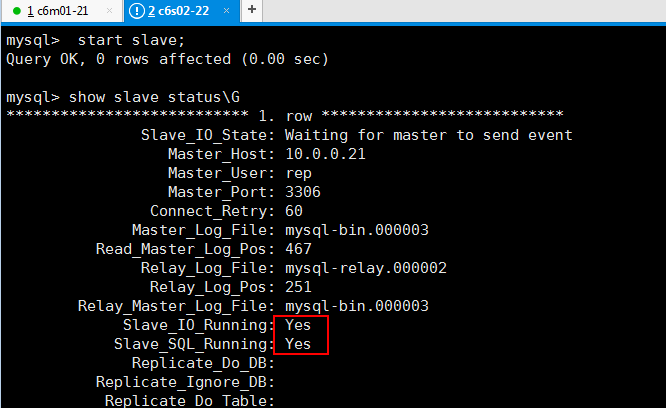 1 c6m01-21 × 2 c6s02-22 × +
mysql>  start slave;
Query OK, 0 rows affected (0.00 sec)
mysql> show slave status\G
*************************** 1. row ***************************
Slave_IO_State: Waiting for master to send event
Master_Host: 10.0.0.21
Master_User: rep
Master_Port: 3306
Connect_Retry: 60
Master_Log_File: mysql-bin.000003
Read_Master_Log_Pos: 467
Relay_Log_File: mysql-relay.000002
Relay_Log_Pos: 251
Relay_Master_Log_File: mysql-bin.000003
Slave_IO_Running: Yes
Slave_SQL_Running: Yes
Replicate_Do_DB:
Replicate_Ignore_DB:
Replicate_Do_Table: